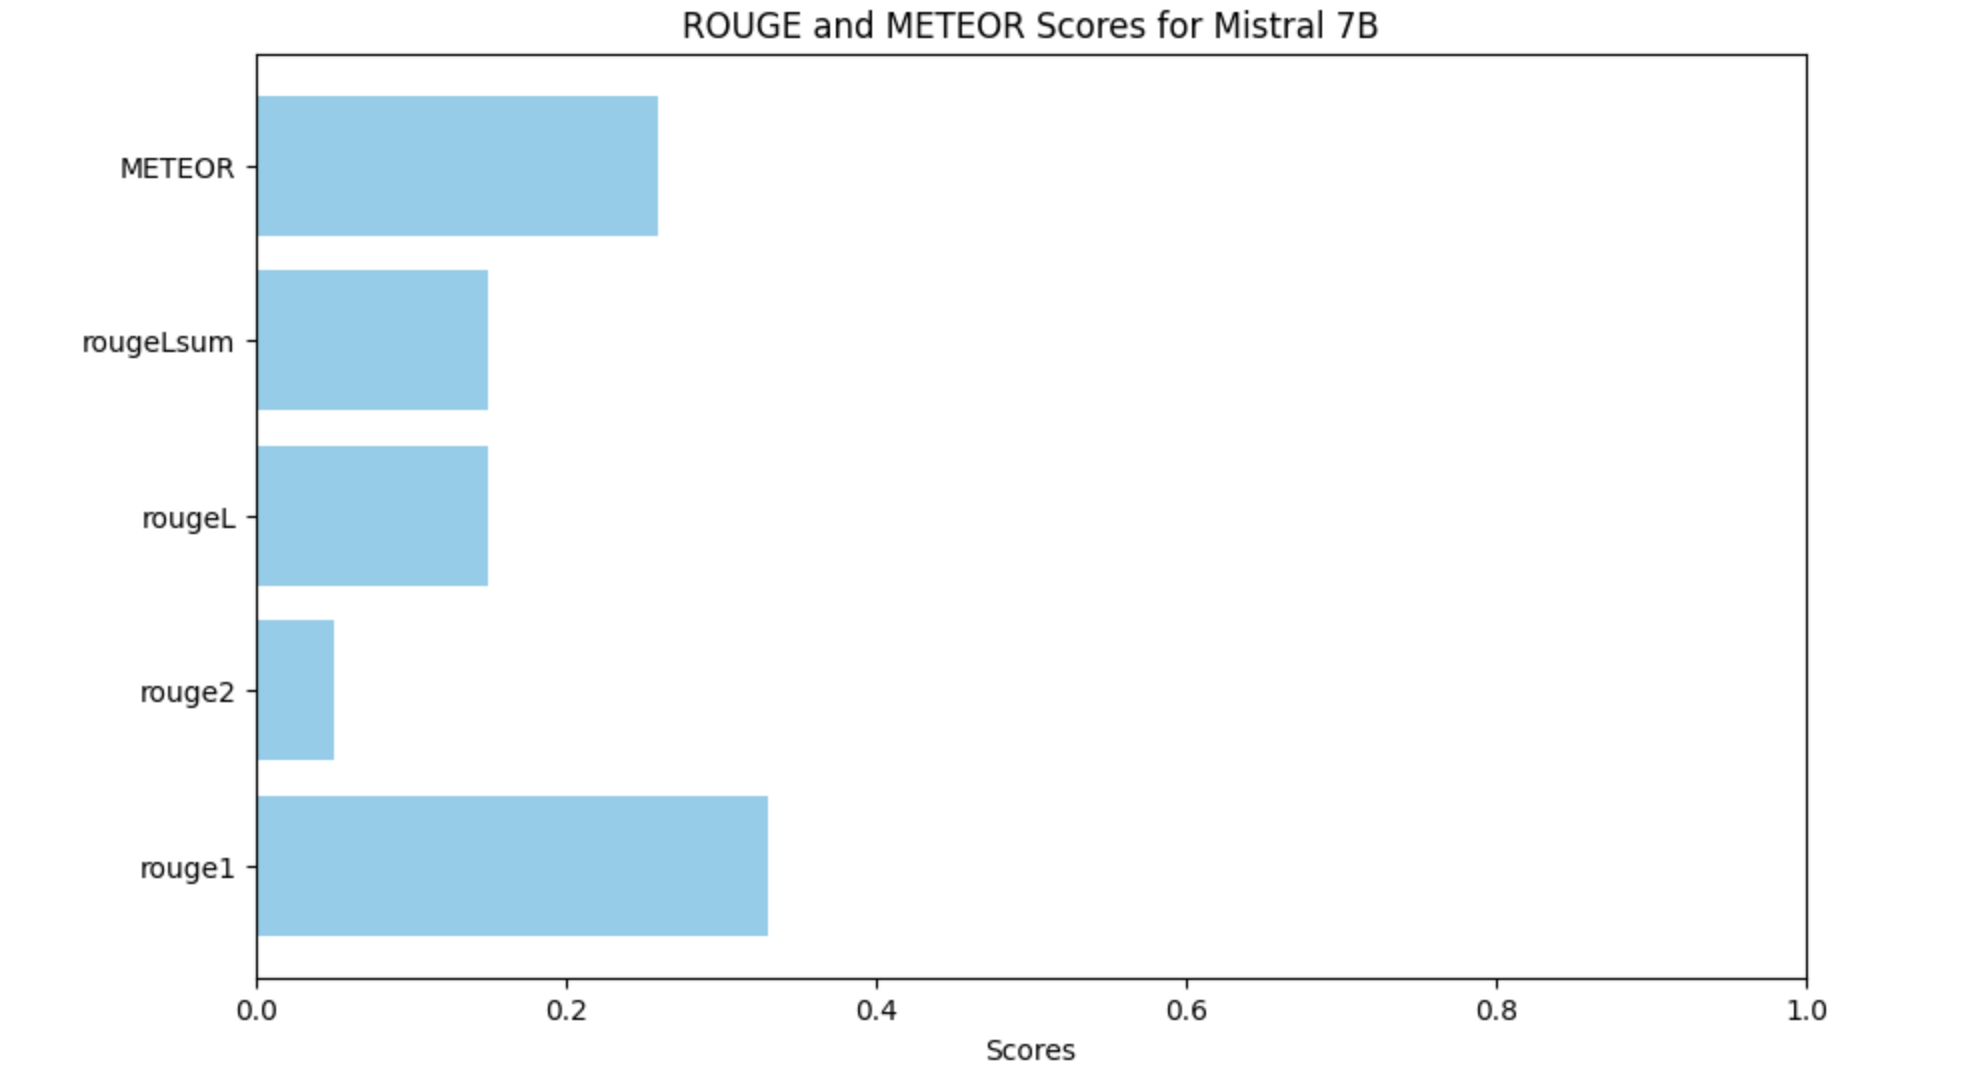 ROUGE and METEOR Scores for Mistral 7B
METEOR
rougeLsum
rougeL
rouge2
rouge1
0.0 0.2 0.4 0.6 0.8 1.0
Scores